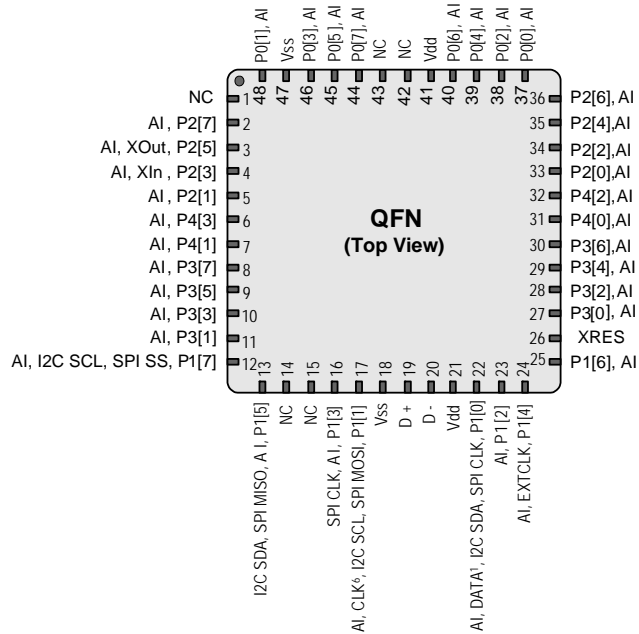 P0[1], AI
Vss
P0[3], AI
P0[5], AI
P0[7], AI
NC
NC
Vdd
P0[6], AI
P0[4], AI
P0[2], AI
P0[0], AI
48
47
46
45
44
43
42
41
40
39
38
37
NC 1
AI , P2[7] 2
AI, XOut, P2[5] 3
AI, XIn , P2[3] 4
AI , P2[1] 5
AI, P4[3] 6
AI, P4[1] 7
AI, P3[7] 8
AI, P3[5] 9
AI, P3[3] 10
AI, P3[1] 11
AI, I2C SCL, SPI SS, P1[7] 12
QFN
(Top View)
36 P2[6], AI
35 P2[4],AI
34 P2[2],AI
33 P2[0],AI
32 P4[2],AI
31 P4[0],AI
30 P3[6],AI
29 P3[4], AI
28 P3[2],AI
27 P3[0], AI
26 XRES
25 P1[6], AI
13
14
15
16
17
18
19
20
21
22
23
24
I2C SDA, SPI MISO, A I, P1[5]
NC
NC
SPI CLK, A I, P1[3]
AI, CLK⁶, I2C SCL, SPI MOSI, P1[1]
Vss
D +
D -
Vdd
AI, DATA¹, I2C SDA, SPI CLK, P1[0]
AI, P1[2]
AI, EXTCLK, P1[4]